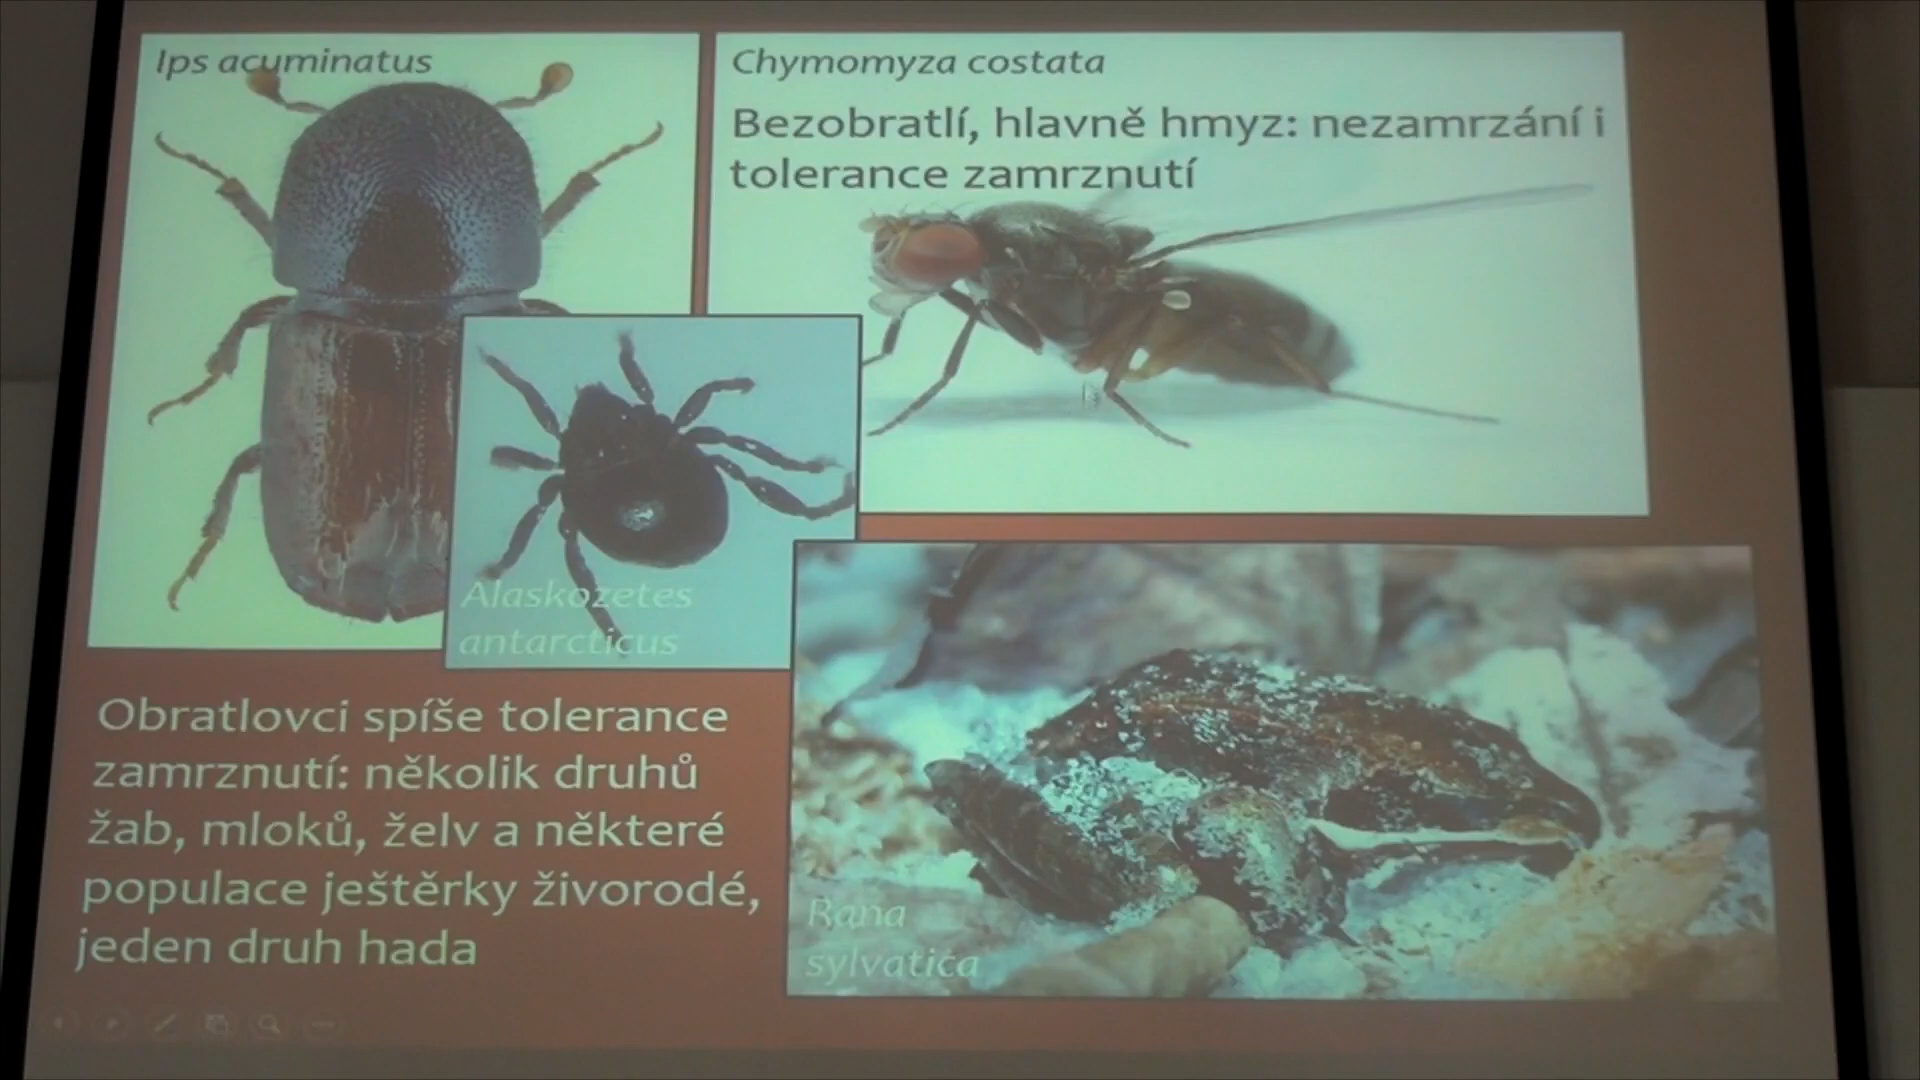 Ips acuminatus
Chymomyza costata
Bezobratlí, hlavně hmyz: nezamrzání i
tolerance zamrznutí
Alaskozetes
antarcticus
Obratlovci spíše tolerance
zamrznutí: několik druhů
žab, mloků, želv a některé
populace ještěrky živorodé,
jeden druh hada
Rana
sylvatica